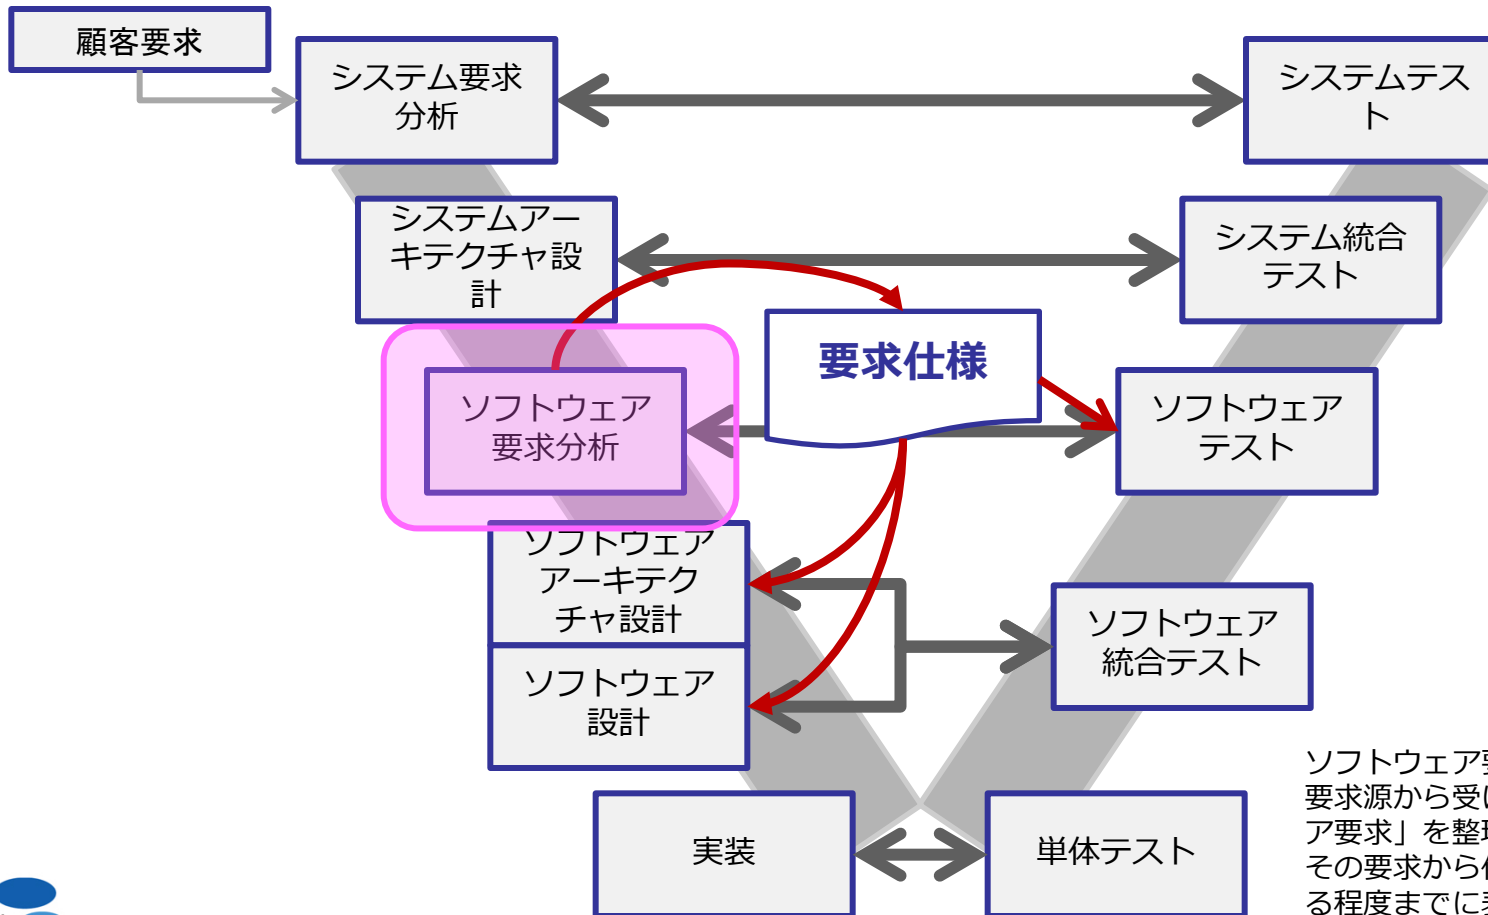 顧客要求
システム要求
分析
システムテス
ト
システムアー
キテクチャ設
計
システム統合
テスト
要求仕様
ソフトウェア
要求分析
ソフトウェア
テスト
ソフトウェア
アーキテク
チャ設計
ソフトウェア
統合テスト
ソフトウェア
設計
実装
単体テスト
ソフトウェア要
要求源から受け
ア要求」を整理
その要求から仕
る程度までに表